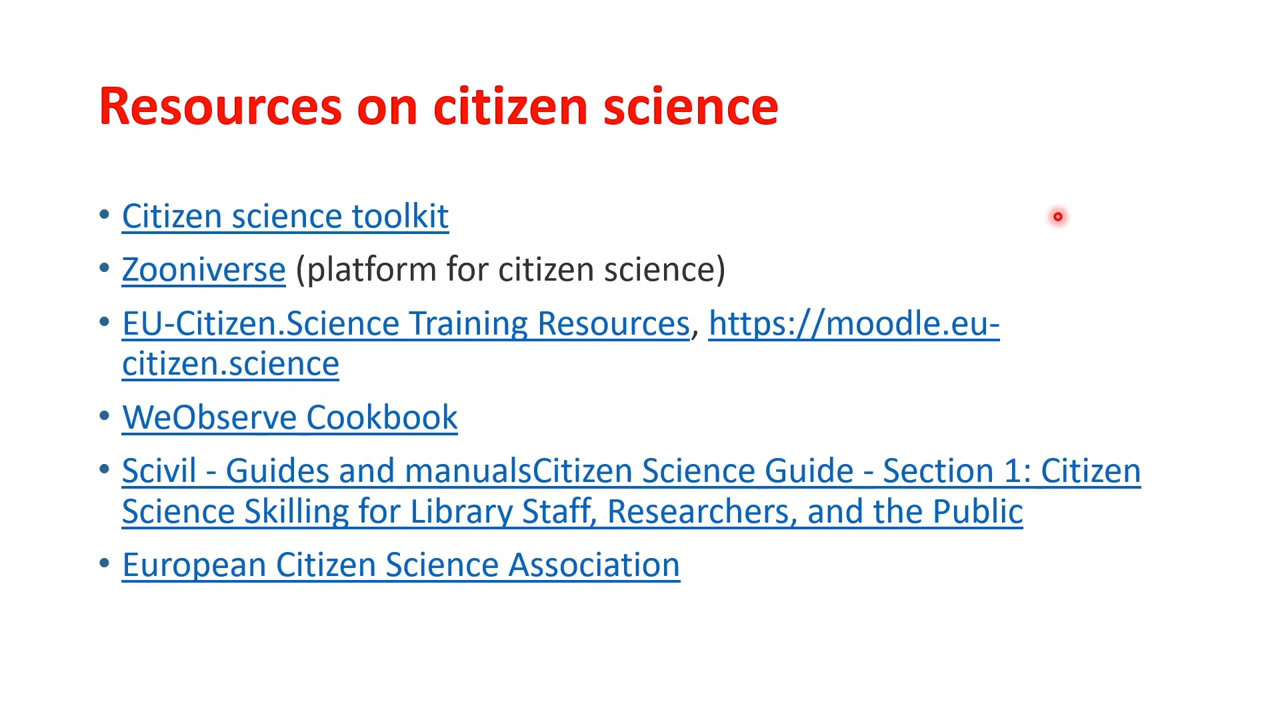 Resources on citizen science
• Citizen science toolkit
• Zooniverse (platform for citizen science)
• EU-Citizen.Science Training Resources, https://moodle.eu-
citizen.science
• WeObserve Cookbook
• Scivil - Guides and manualsCitizen Science Guide - Section 1: Citizen
Science Skilling for Library Staff, Researchers, and the Public
• European Citizen Science Association